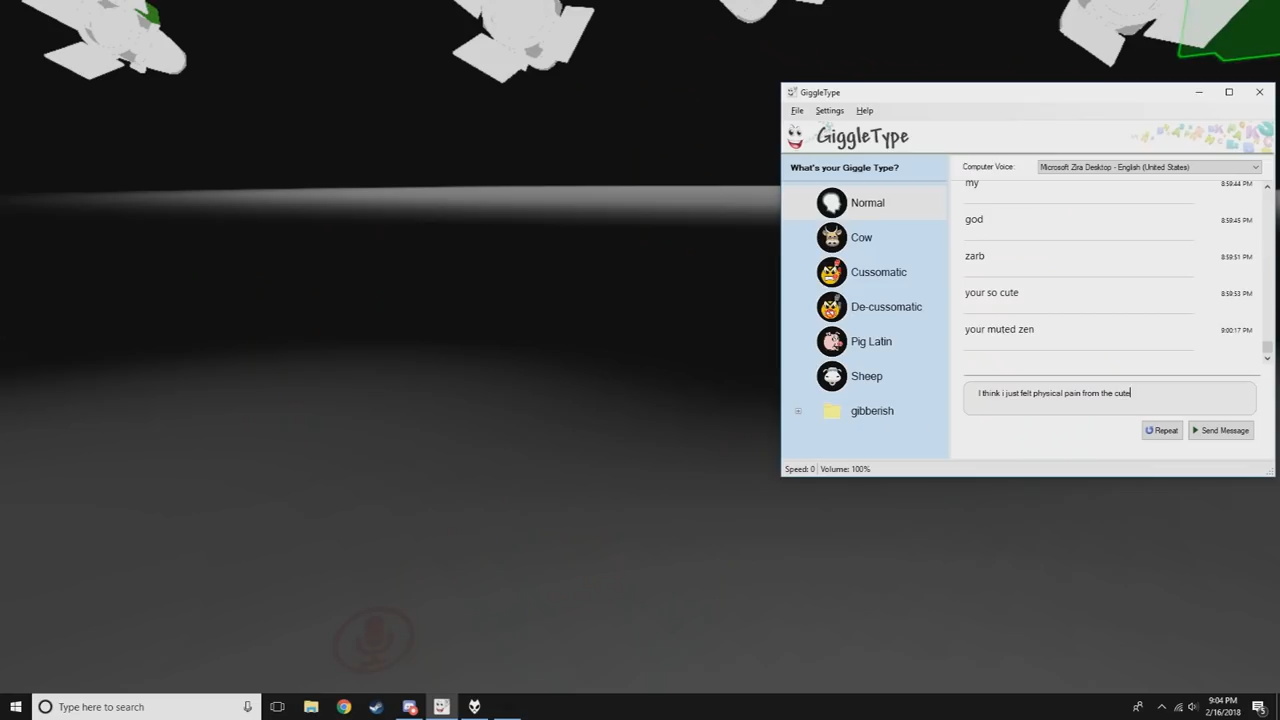 GiggleType
File Settings Help
GiggleType
What's your Giggle Type?
Computer Voice: Microsoft Zira Desktop - English (United States)
Normal
Cow
Cussomatic
De-cussomatic
Pig Latin
Sheep
gibberish
my 8:59:44 PM
god 8:59:45 PM
zarb 8:59:51 PM
your so cute 8:59:53 PM
your muted zen 9:00:17 PM
I think i just felt physical pain from the cute
Repeat Send Message
Speed: 0 Volume: 100%
Type here to search
9:04 PM
2/16/2018
5